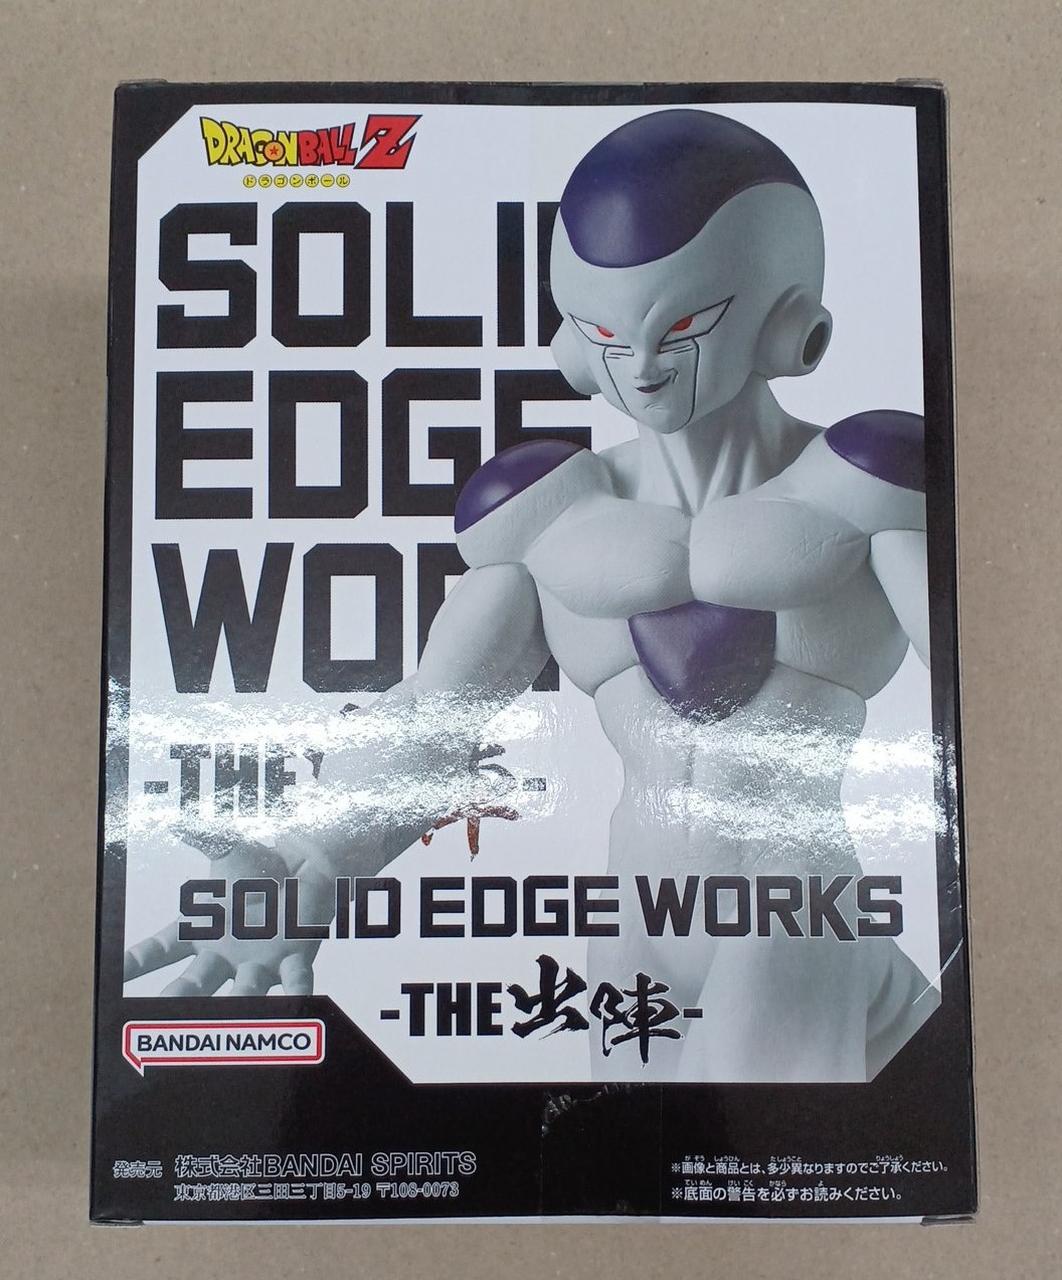 DRAGONBALL Z
ドラゴンボール
SOLID
EDGE
WOR
-THE
SOLID EDGE WORKS
-THE出陣-
BANDAI NAMCO
発売元 株式会社BANDAI SPIRITS
東京都港区三田三丁目5-19 〒108-0073
※画像と商品とは、多少異なりますのでご了承ください。
※底面の警告を必ずお読みください。